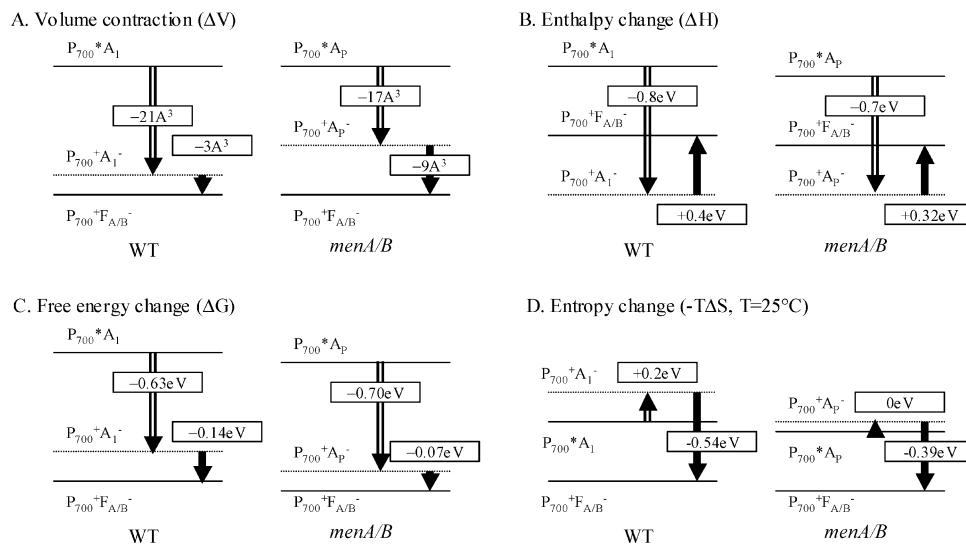 A. Volume contraction (ΔV)
P700*A1
−21A³
−3A³
P700⁺A1⁻
P700⁺FA/B⁻
WT
P700*AP
−17A³
P700⁺AP⁻
−9A³
P700⁺FA/B⁻
menA/B
B. Enthalpy change (ΔH)
P700*A1
−0.8eV
P700⁺FA/B⁻
P700⁺A1⁻
+0.4eV
WT
P700*AP
−0.7eV
P700⁺FA/B⁻
P700⁺AP⁻
+0.32eV
menA/B
C. Free energy change (ΔG)
P700*A1
−0.63eV
−0.14eV
P700⁺A1⁻
P700⁺FA/B⁻
WT
P700*AP
−0.70eV
−0.07eV
P700⁺AP⁻
P700⁺FA/B⁻
menA/B
D. Entropy change (-TΔS, T=25°C)
+0.2eV
P700⁺A1⁻
P700*A1
-0.54eV
P700⁺FA/B⁻
WT
0eV
P700⁺AP⁻
P700*AP
-0.39eV
P700⁺FA/B⁻
menA/B